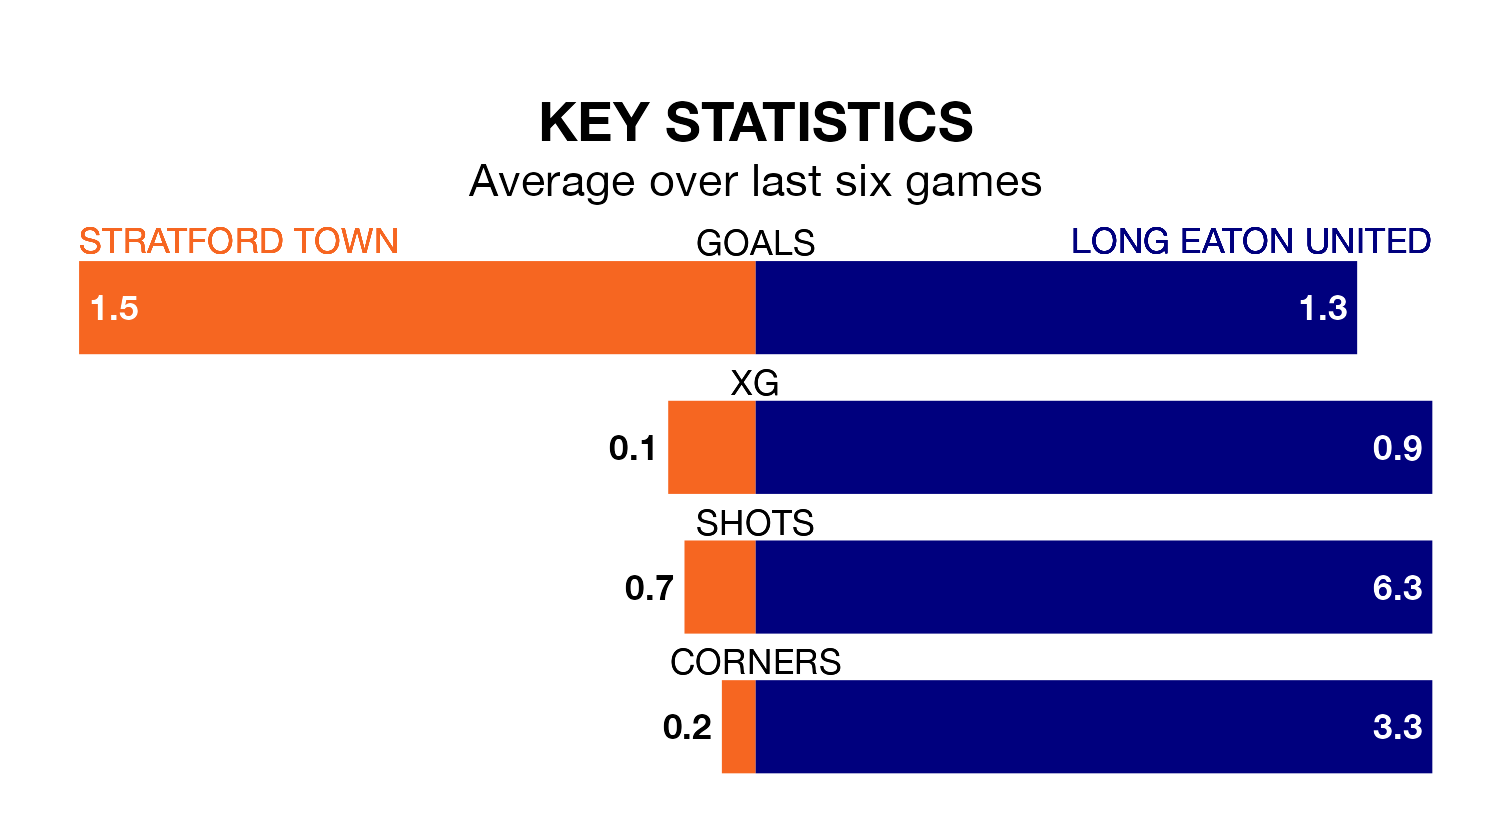 KEY STATISTICS
Average over last six games
STRATFORD TOWN GOALS LONG EATON UNITED
1.5 1.3
XG
0.1 0.9
SHOTS
0.7 6.3
CORNERS
0.2 3.3